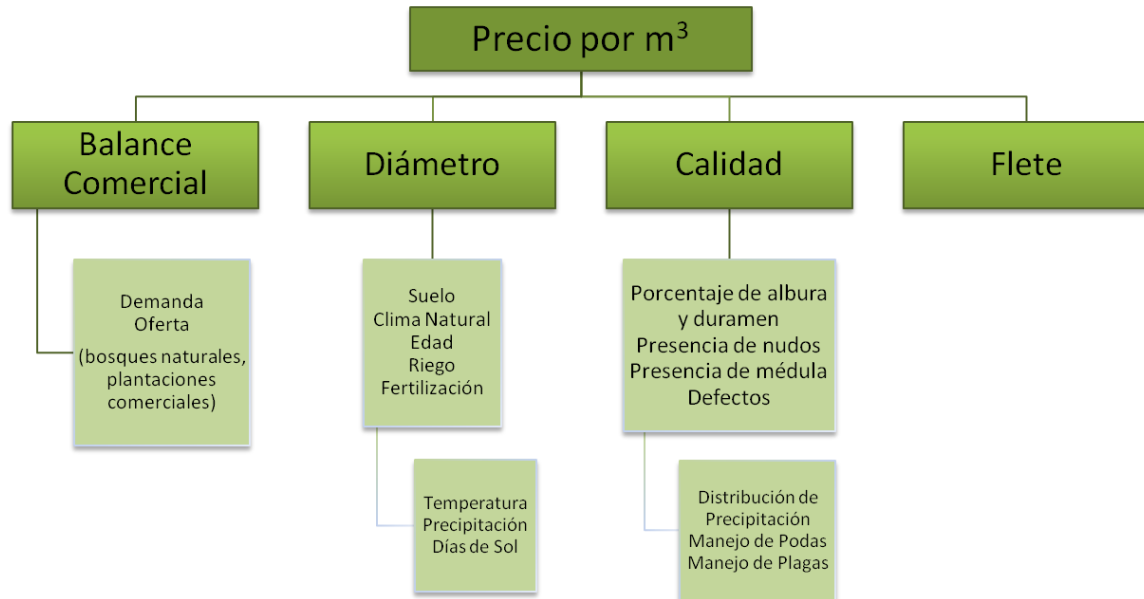 Precio por m³
Balance
Comercial
Diámetro
Calidad
Flete
Demanda
Oferta
(bosques naturales,
plantaciones
comerciales)
Suelo
Clima Natural
Edad
Riego
Fertilización
Porcentaje de albura
y duramen
Presencia de nudos
Presencia de médula
Defectos
Temperatura
Precipitación
Días de Sol
Distribución de
Precipitación
Manejo de Podas
Manejo de Plagas